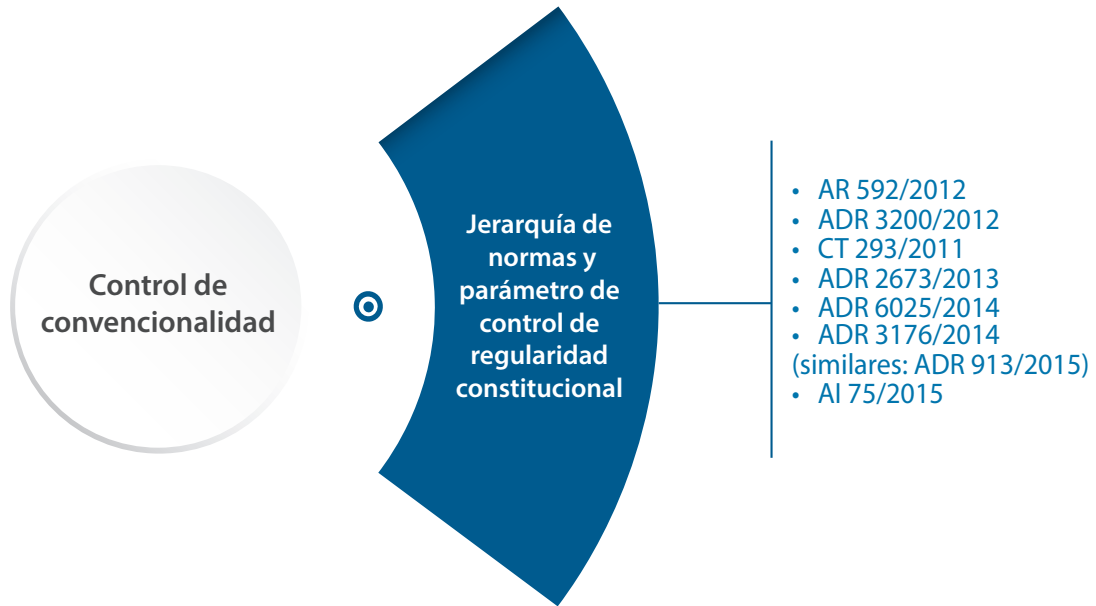 Control de
convencionalidad
Jerarquía de
normas y
parámetro de
control de
regularidad
constitucional
• AR 592/2012
• ADR 3200/2012
• CT 293/2011
• ADR 2673/2013
• ADR 6025/2014
• ADR 3176/2014
(similares: ADR 913/2015)
• AI 75/2015